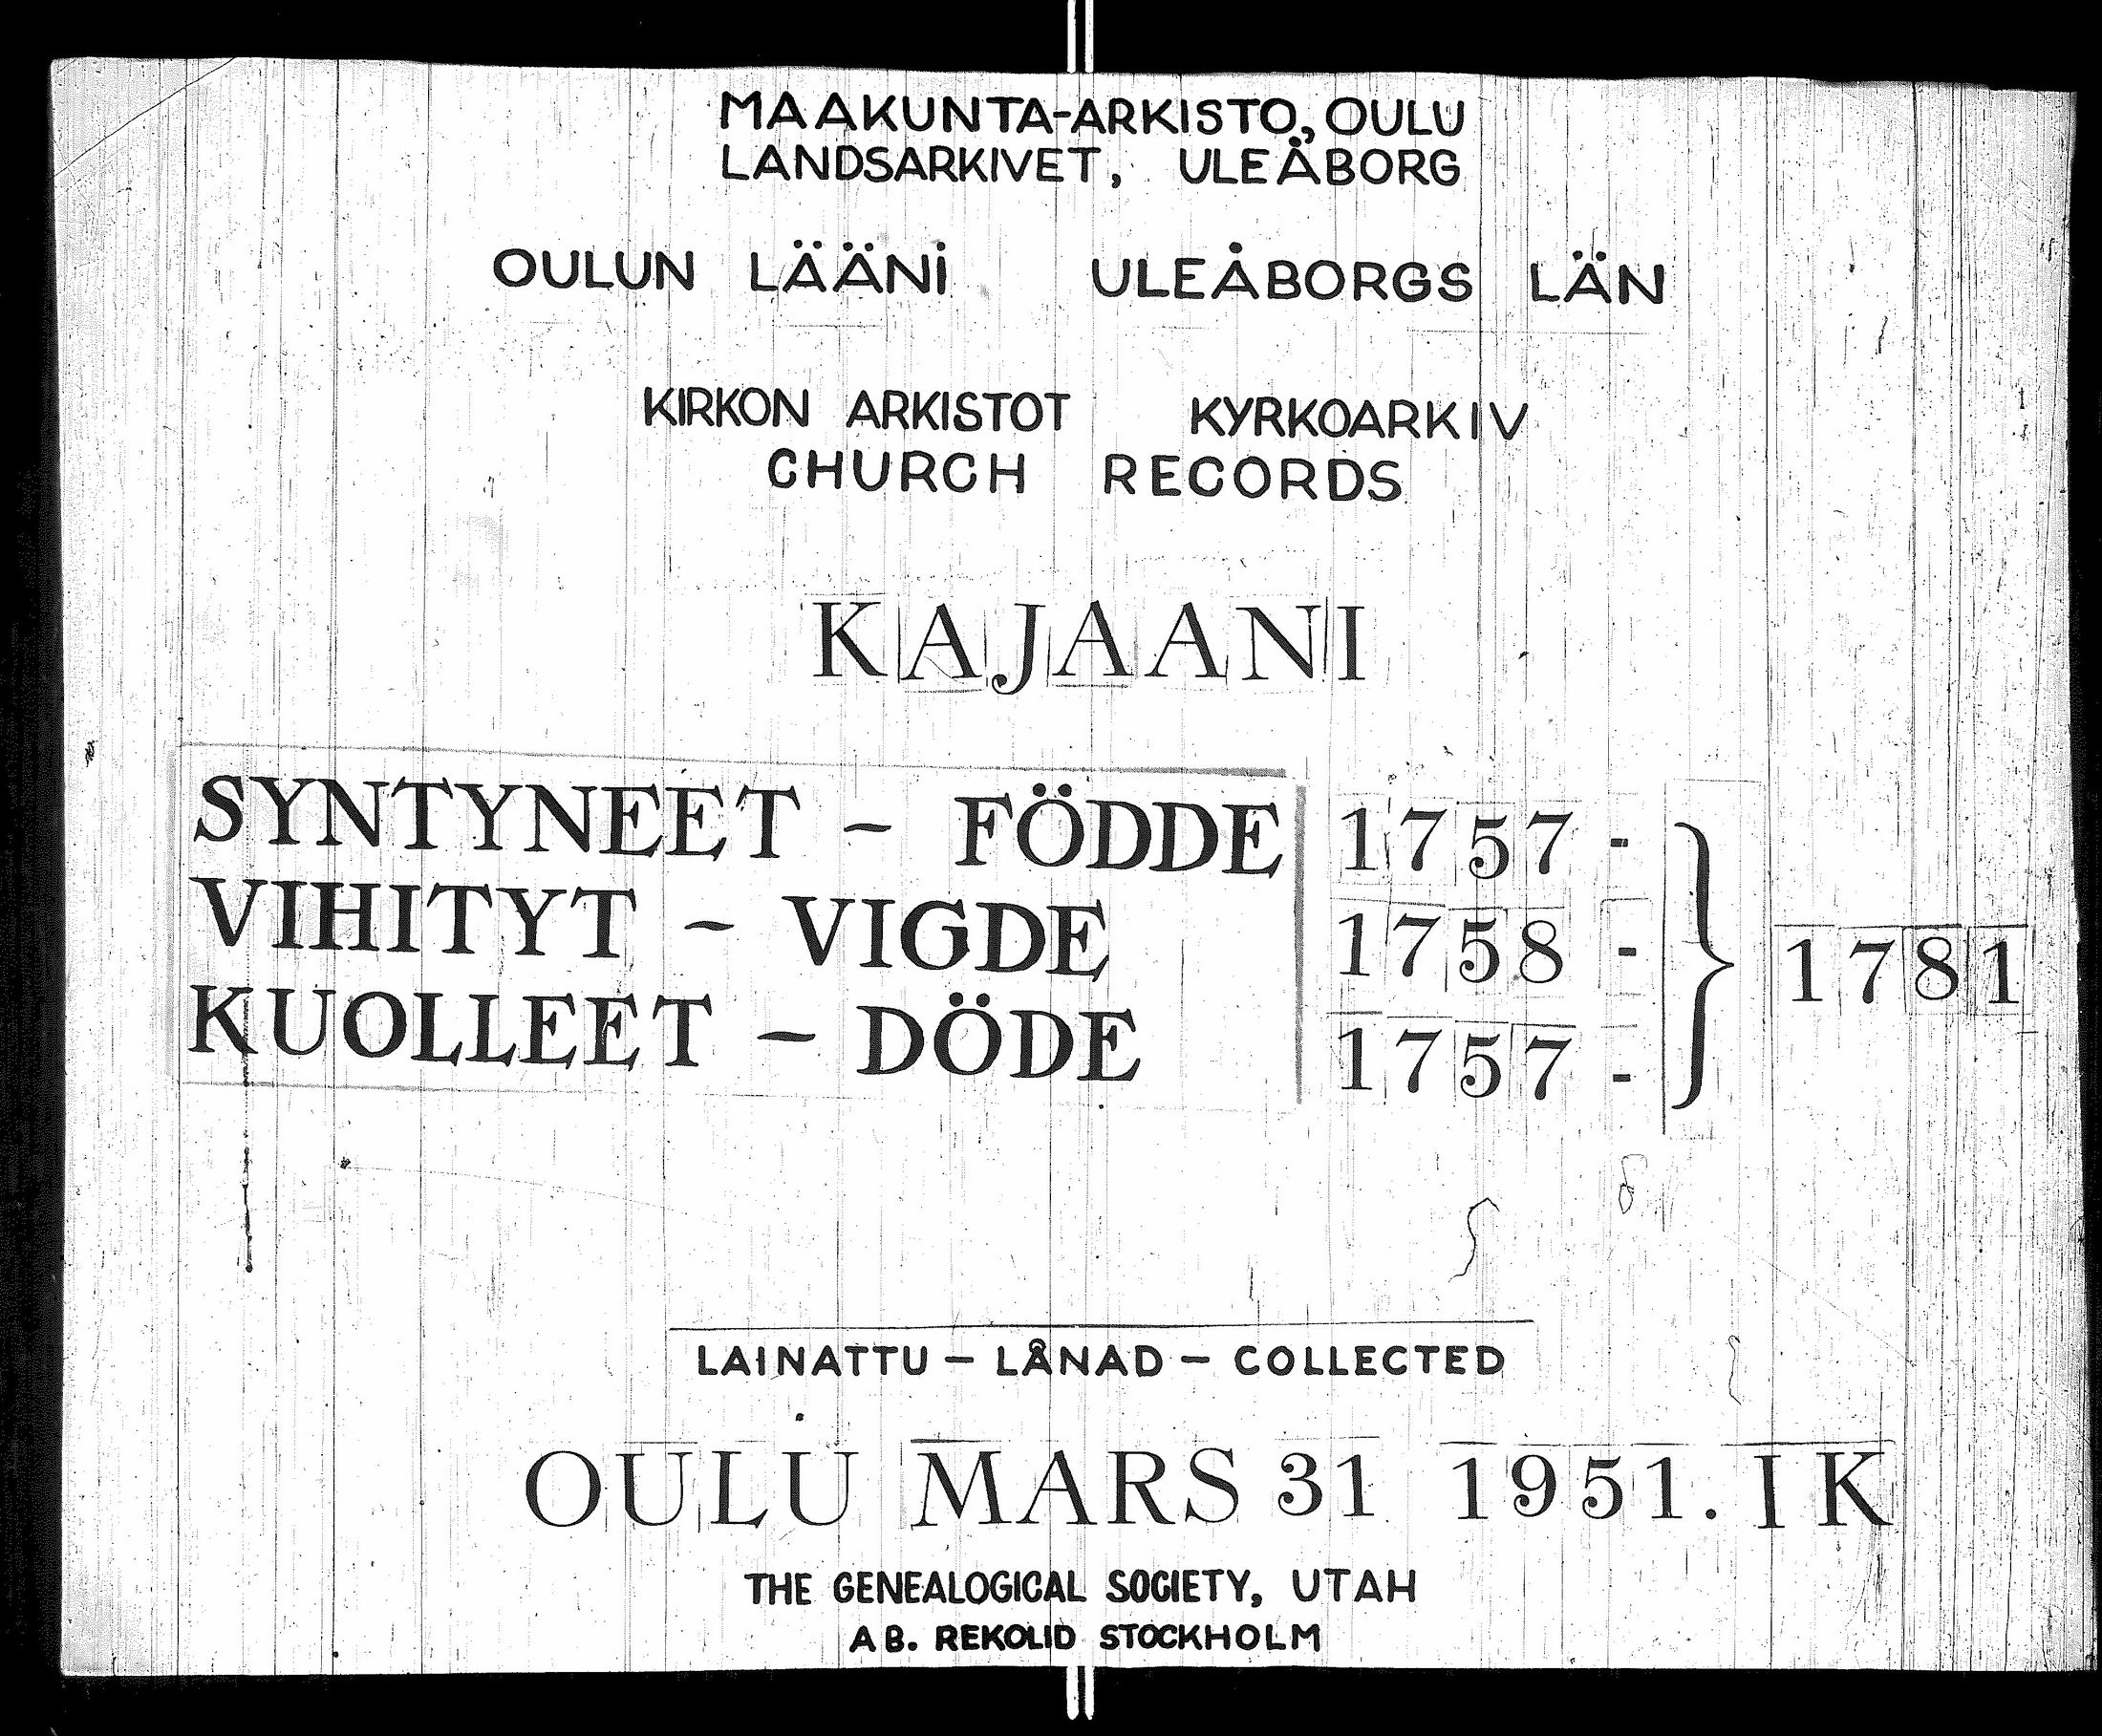 MAAKUNTA-ARKISTO, OULU
LANDSARKIVET, ULEÅBORG
OULUN LÄÄNi ULEÅBORGS LÄN
KIRKON ARKISTOT KYRKOARKIV
CHURCH RECORDS
KAJAANI
SYNTYNEET - FÖDDE 1757 -
VIHITYT - VIGDE 1758 - } 1781
KUOLLEET - DÖDE 1757 -
LAINATTU - LÅNAD - COLLECTED
OULU MARS 31 1951. IK
THE GENEALOGICAL SOCIETY, UTAH
AB. REKOLID STOCKHOLM